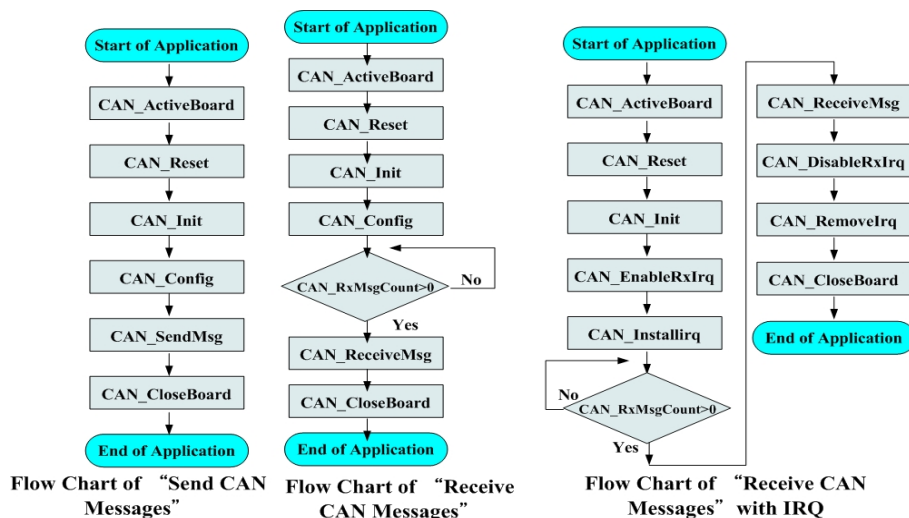 Start of Application
CAN_ActiveBoard
CAN_Reset
CAN_Init
CAN_Config
CAN_SendMsg
CAN_CloseBoard
End of Application
Flow Chart of “Send CAN
Messages”
Start of Application
CAN_ActiveBoard
CAN_Reset
CAN_Init
CAN_Config
CAN_RxMsgCount>0
No
Yes
CAN_ReceiveMsg
CAN_CloseBoard
End of Application
Flow Chart of “Receive
CAN Messages”
Start of Application
CAN_ActiveBoard
CAN_Reset
CAN_Init
CAN_EnableRxIrq
CAN_Installirq
No
CAN_RxMsgCount>0
Yes
CAN_ReceiveMsg
CAN_DisableRxIrq
CAN_RemoveIrq
CAN_CloseBoard
End of Application
Flow Chart of “Receive CAN
Messages” with IRQ